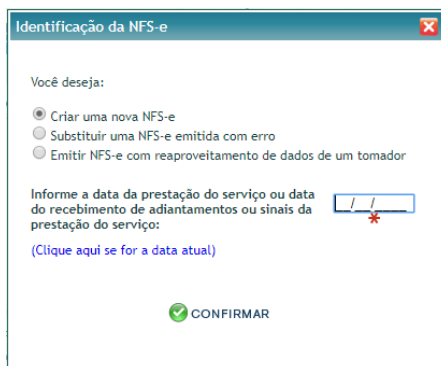 Identificação da NFS-e
Você deseja:
Criar uma nova NFS-e
Substituir uma NFS-e emitida com erro
Emitir NFS-e com reaproveitamento de dados de um tomador
Informe a data da prestação do serviço ou data
do recebimento de adiantamentos ou sinais da
prestação do serviço:
__/__/____
*
(Clique aqui se for a data atual)
CONFIRMAR